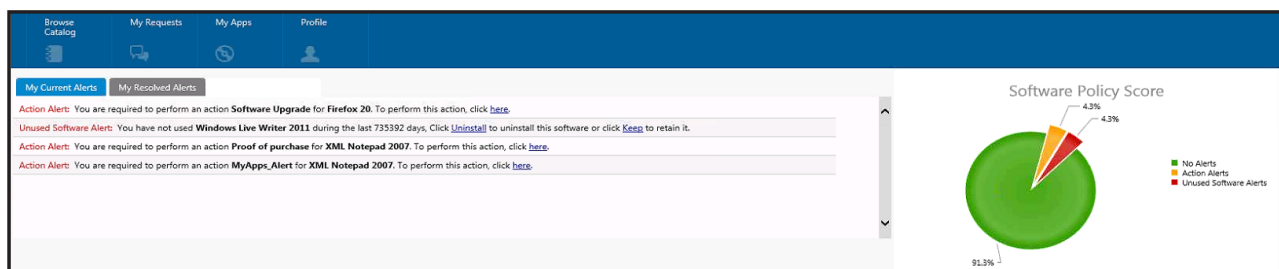 Browse Catalog
My Requests
My Apps
Profile
My Current Alerts
My Resolved Alerts
Action Alert: You are required to perform an action Software Upgrade for Firefox 20. To perform this action, click here.
Unused Software Alert: You have not used Windows Live Writer 2011 during the last 735392 days, Click Uninstall to uninstall this software or click Keep to retain it.
Action Alert: You are required to perform an action Proof of purchase for XML Notepad 2007. To perform this action, click here.
Action Alert: You are required to perform an action MyApps_Alert for XML Notepad 2007. To perform this action, click here.
Software Policy Score
4.3%
4.3%
No Alerts
Action Alerts
Unused Software Alerts
91.3%